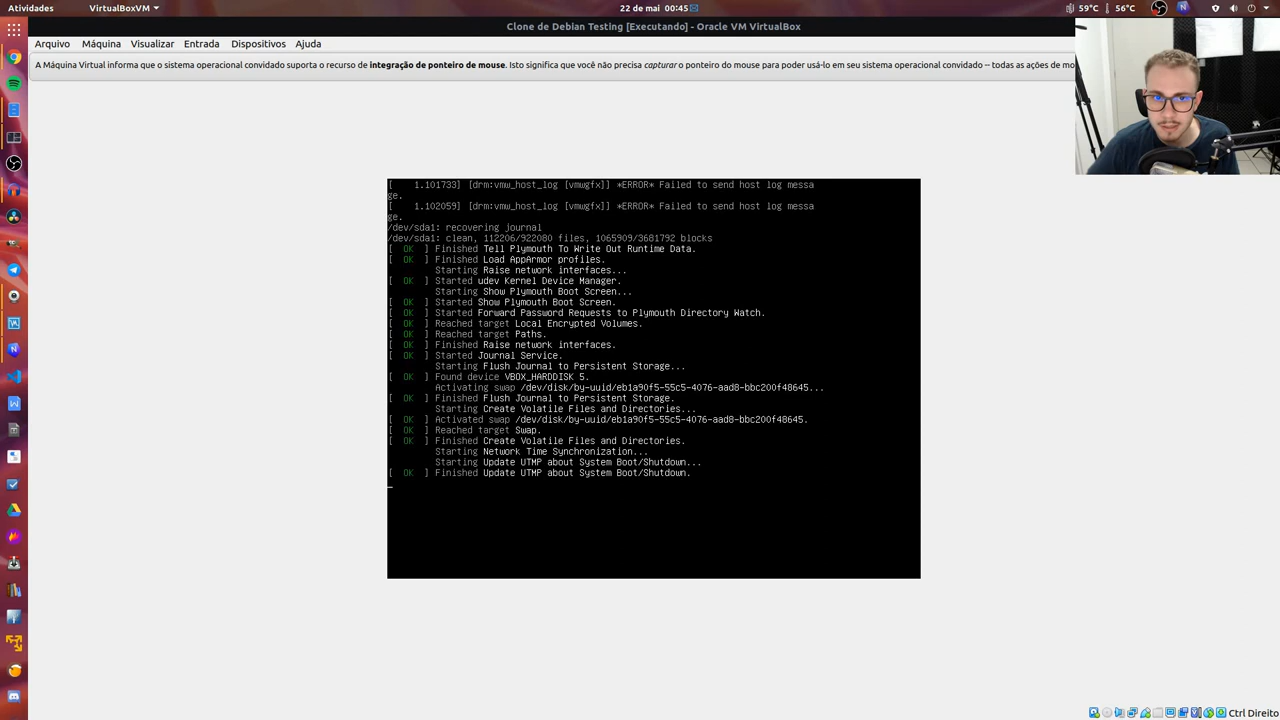 Atividades
VirtualBoxVM
22 de mai 00:45
59°C
56°C
Clone de Debian Testing [Executando] - Oracle VM VirtualBox
Arquivo Máquina Visualizar Entrada Dispositivos Ajuda
A Máquina Virtual informa que o sistema operacional convidado suporta o recurso de integração de ponteiro de mouse. Isto significa que você não precisa capturar o ponteiro do mouse para poder usá-lo em seu sistema operacional convidado -- todas as ações de mo
[    1.101733] [drm:vmw_host_log [vmwgfx]] *ERROR* Failed to send host log messa
ge.
[    1.102059] [drm:vmw_host_log [vmwgfx]] *ERROR* Failed to send host log messa
ge.
/dev/sda1: recovering journal
/dev/sda1: clean, 112206/922080 files, 1065909/3681792 blocks
[  OK  ] Finished Tell Plymouth To Write Out Runtime Data.
[  OK  ] Finished Load AppArmor profiles.
Starting Raise network interfaces...
[  OK  ] Started udev Kernel Device Manager.
Starting Show Plymouth Boot Screen...
[  OK  ] Started Show Plymouth Boot Screen.
[  OK  ] Started Forward Password Requests to Plymouth Directory Watch.
[  OK  ] Reached target Local Encrypted Volumes.
[  OK  ] Reached target Paths.
[  OK  ] Finished Raise network interfaces.
[  OK  ] Started Journal Service.
Starting Flush Journal to Persistent Storage...
[  OK  ] Found device VBOX_HARDDISK 5.
Activating swap /dev/disk/by-uuid/eb1a90f5-55c5-4076-aad8-bbc200f48645...
[  OK  ] Finished Flush Journal to Persistent Storage.
Starting Create Volatile Files and Directories...
[  OK  ] Activated swap /dev/disk/by-uuid/eb1a90f5-55c5-4076-aad8-bbc200f48645.
[  OK  ] Reached target Swap.
[  OK  ] Finished Create Volatile Files and Directories.
Starting Network Time Synchronization...
Starting Update UTMP about System Boot/Shutdown...
[  OK  ] Finished Update UTMP about System Boot/Shutdown.
Ctrl Direito